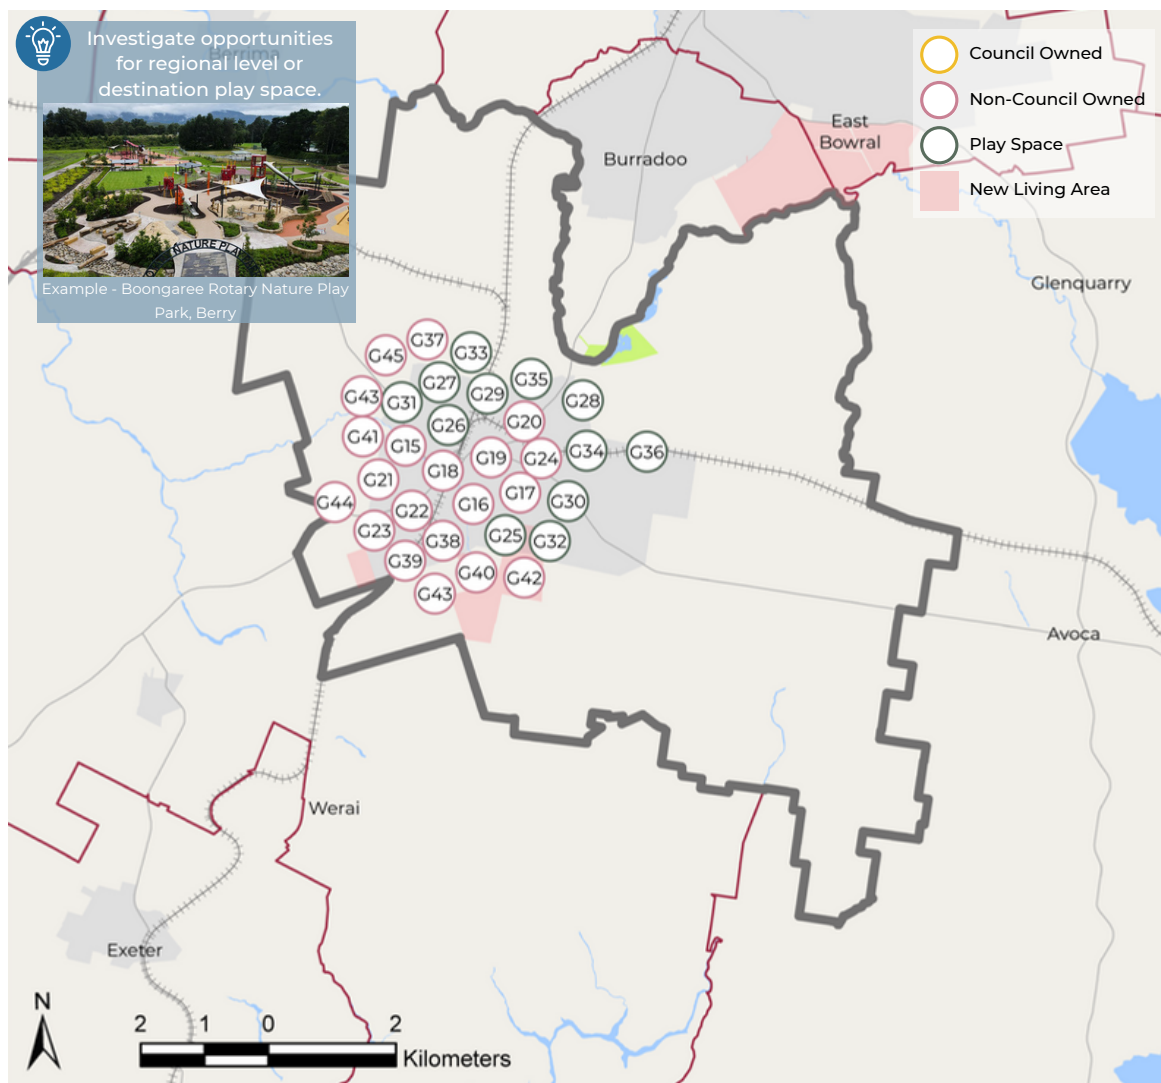 Investigate opportunities
for regional level or
destination play space.
Berrima
NATURE PLA
Example - Boongaree Rotary Nature Play
Park, Berry
Council Owned
Non-Council Owned
Play Space
New Living Area
East
Bowral
Burradoo
Glenquarry
G37
G45
G33
G27
G35
G29
G43
G31
G28
G20
G26
G41
G15
G34
G36
G19
G24
G18
G21
G17
G44
G30
G16
G22
G23
G25
G38
G32
G39
G40
G42
G43
Avoca
Werai
Exeter
N
2 1 0 2
Kilometers